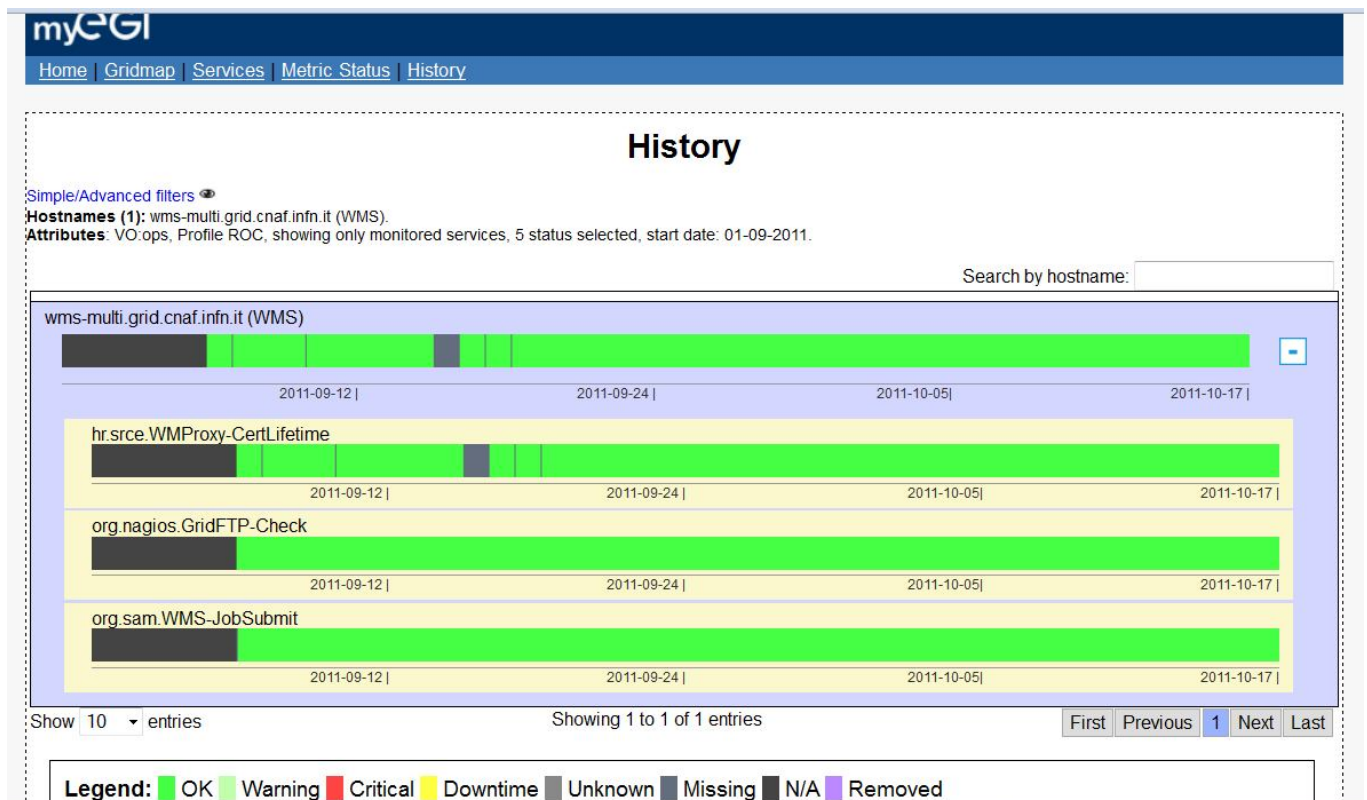 myeGI
Home | Gridmap | Services | Metric Status | History
History
Simple/Advanced filters
Hostnames (1): wms-multi.grid.cnaf.infn.it (WMS).
Attributes: VO:ops, Profile ROC, showing only monitored services, 5 status selected, start date: 01-09-2011.
Search by hostname:
wms-multi.grid.cnaf.infn.it (WMS)
-
2011-09-12 | 2011-09-24 | 2011-10-05| 2011-10-17 |
hr.srce.WMProxy-CertLifetime
2011-09-12 | 2011-09-24 | 2011-10-05| 2011-10-17 |
org.nagios.GridFTP-Check
2011-09-12 | 2011-09-24 | 2011-10-05| 2011-10-17 |
org.sam.WMS-JobSubmit
2011-09-12 | 2011-09-24 | 2011-10-05| 2011-10-17 |
Show 10 entries Showing 1 to 1 of 1 entries First Previous 1 Next Last
Legend: OK Warning Critical Downtime Unknown Missing N/A Removed